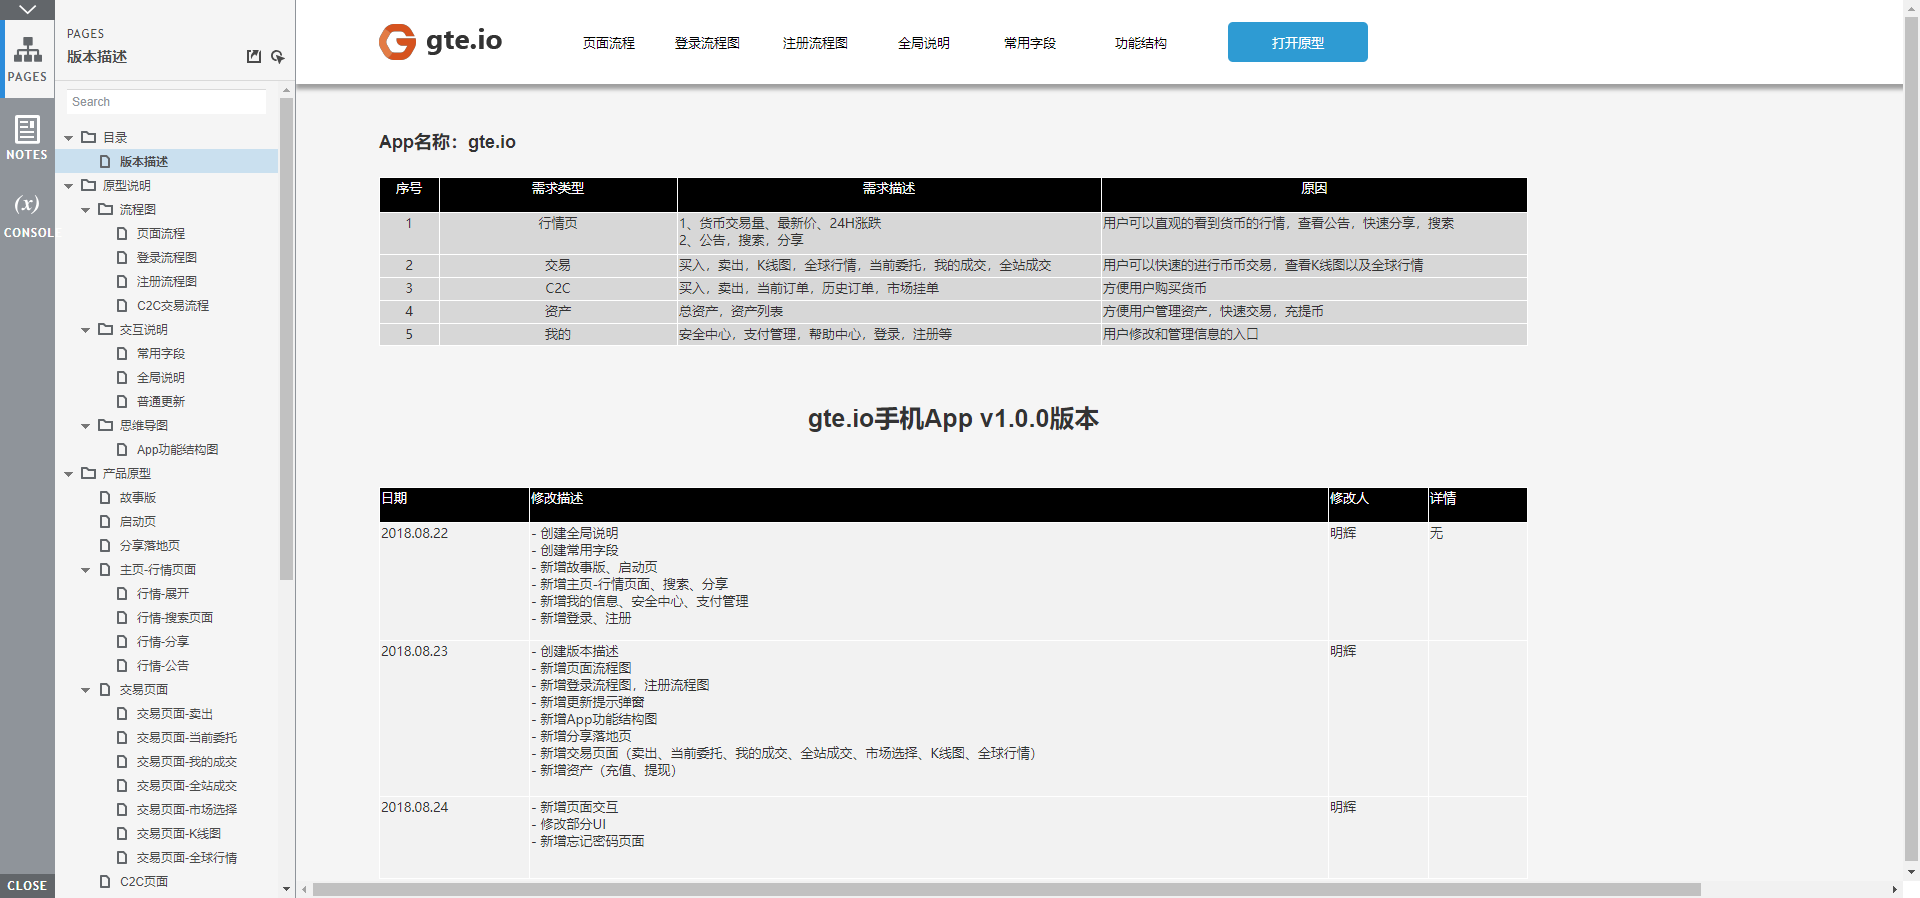 PAGES
NOTES
(x)
CONSOL
CLOSE
PAGES
版本描述
Search
目录
版本描述
原型说明
流程图
页面流程
登录流程图
注册流程图
C2C交易流程
交互说明
常用字段
全局说明
普通更新
思维导图
App功能结构图
产品原型
故事版
启动页
分享落地页
主页-行情页面
行情-展开
行情-搜索页面
行情-分享
行情-公告
交易页面
交易页面-卖出
交易页面-当前委托
交易页面-我的成交
交易页面-全站成交
交易页面-市场选择
交易页面-K线图
交易页面-全球行情
C2C页面
gte.io 页面流程 登录流程图 注册流程图 全局说明 常用字段 功能结构 打开原型
App名称：gte.io
序号 需求类型 需求描述 原因
1 行情页 1、货币交易量、最新价、24H涨跌 用户可以直观的看到货币的行情，查看公告，快速分享，搜索
2、公告，搜索，分享
2 交易 买入，卖出，K线图，全球行情，当前委托，我的成交，全站成交 用户可以快速的进行币币交易，查看K线图以及全球行情
3 C2C 买入，卖出，当前订单，历史订单，市场挂单 方便用户购买货币
4 资产 总资产，资产列表 方便用户管理资产，快速交易，充提币
5 我的 安全中心，支付管理，帮助中心，登录，注册等 用户修改和管理信息的入口
gte.io手机App v1.0.0版本
日期 修改描述 修改人 详情
2018.08.22 - 创建全局说明 明辉 无
- 创建常用字段
- 新增故事版、启动页
- 新增主页-行情页面、搜索、分享
- 新增我的信息、安全中心、支付管理
- 新增登录、注册
2018.08.23 - 创建版本描述 明辉
- 新增页面流程图
- 新增登录流程图，注册流程图
- 新增更新提示弹窗
- 新增App功能结构图
- 新增分享落地页
- 新增交易页面（卖出、当前委托、我的成交、全站成交、市场选择、K线图、全球行情）
- 新增资产（充值、提现）
2018.08.24 - 新增页面交互 明辉
- 修改部分UI
- 新增忘记密码页面